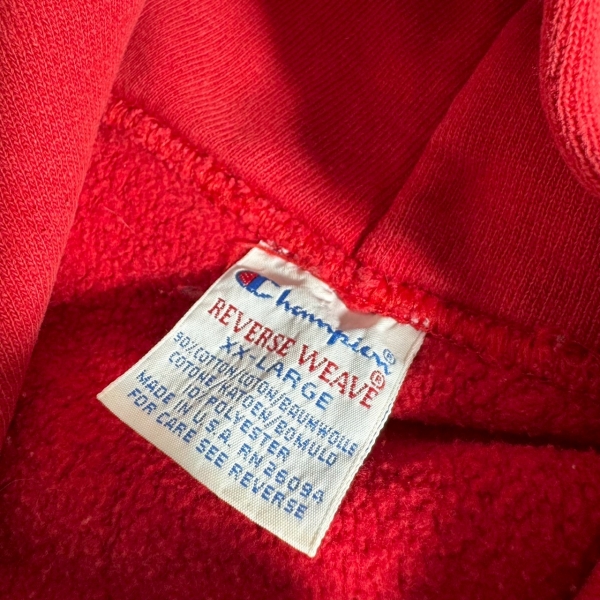 Champion®
REVERSE WEAVE®
XX-LARGE
90/COTTON/COTON/BAUMWOLLE
COTONE/KATOEN/BOMULD
10/POLYESTER
MADE IN U.S.A. RN 26094
FOR CARE SEE REVERSE